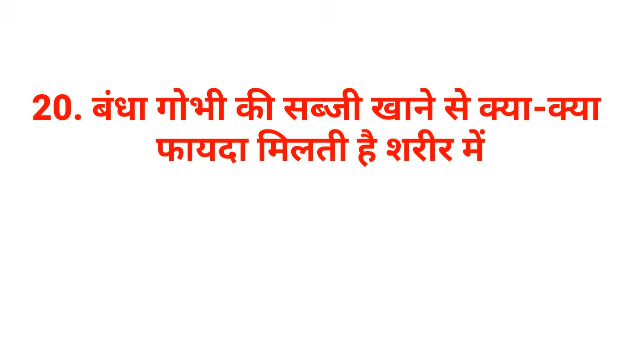 20. बंधा गोभी की सब्जी खाने से क्या-क्या
फायदा मिलती है शरीर में